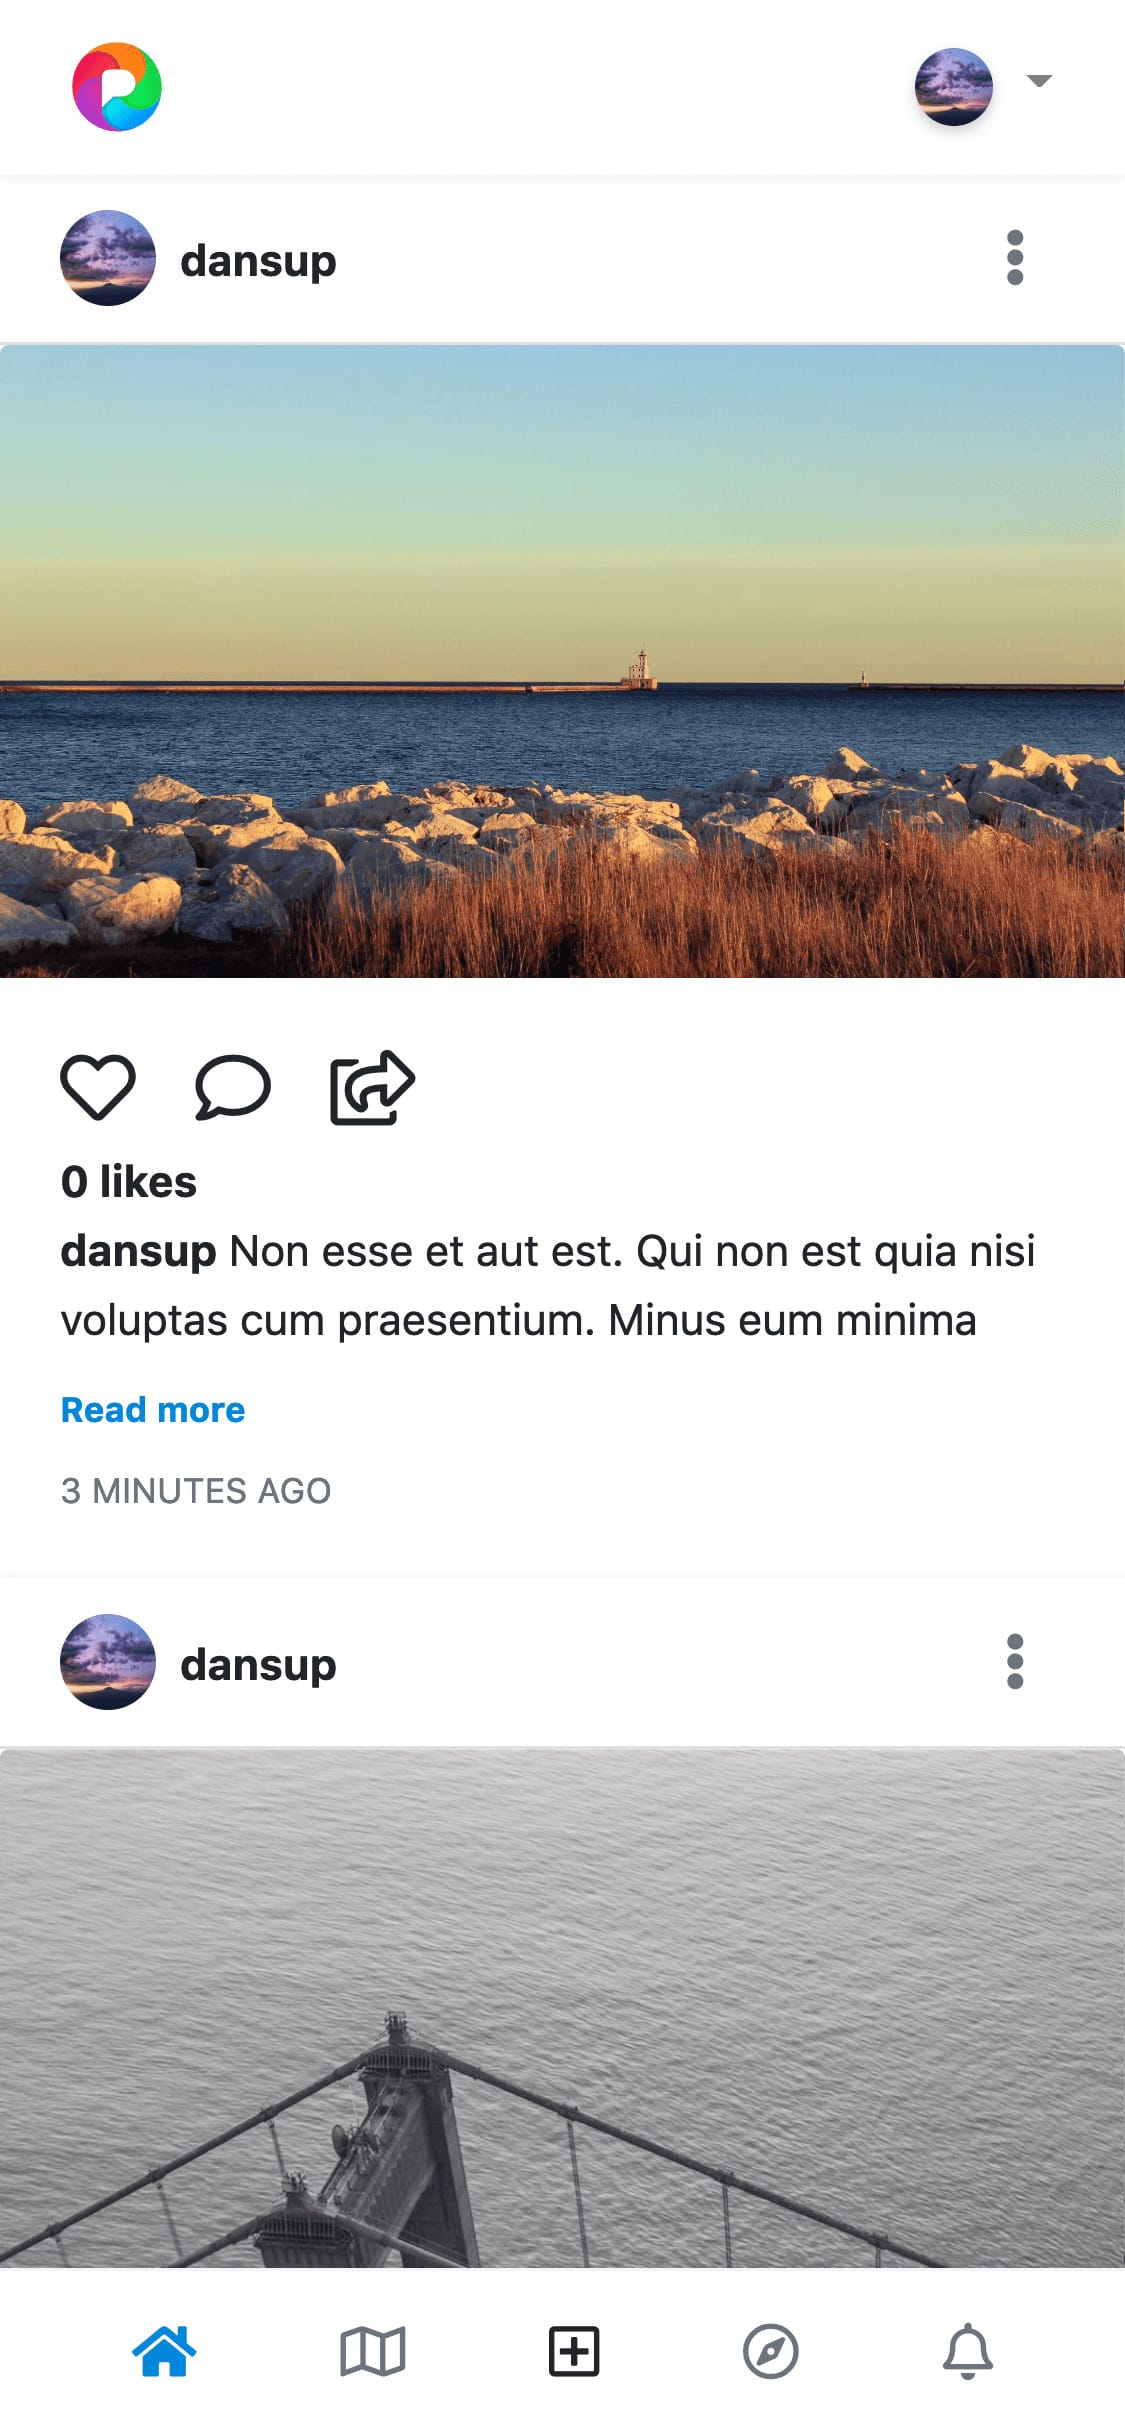 dansup
0 likes
dansup Non esse et aut est. Qui non est quia nisi
voluptas cum praesentium. Minus eum minima
Read more
3 MINUTES AGO
dansup